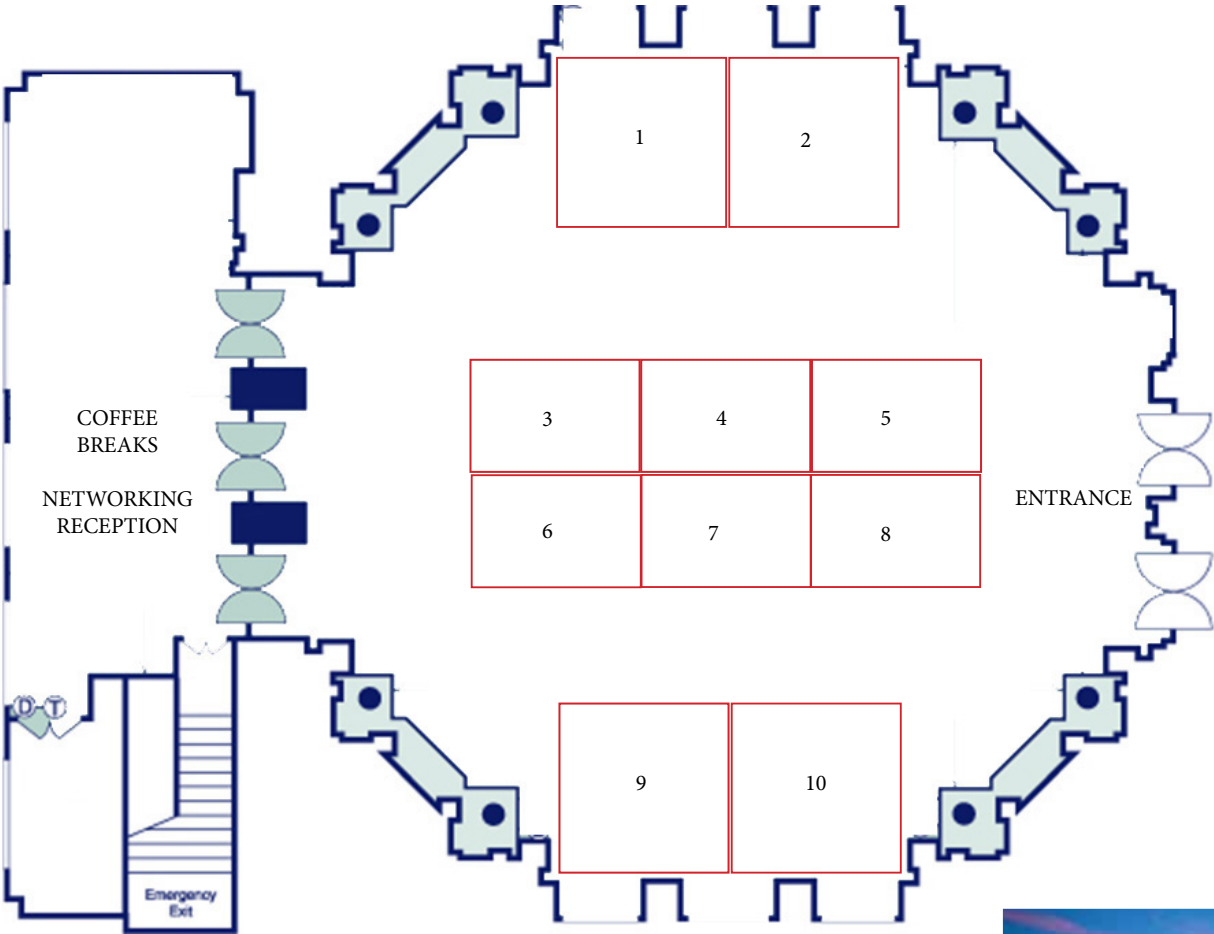 1
2
3
4
5
COFFEE
BREAKS
NETWORKING
RECEPTION
ENTRANCE
6
7
8
D T
9
10
Emergency
Exit